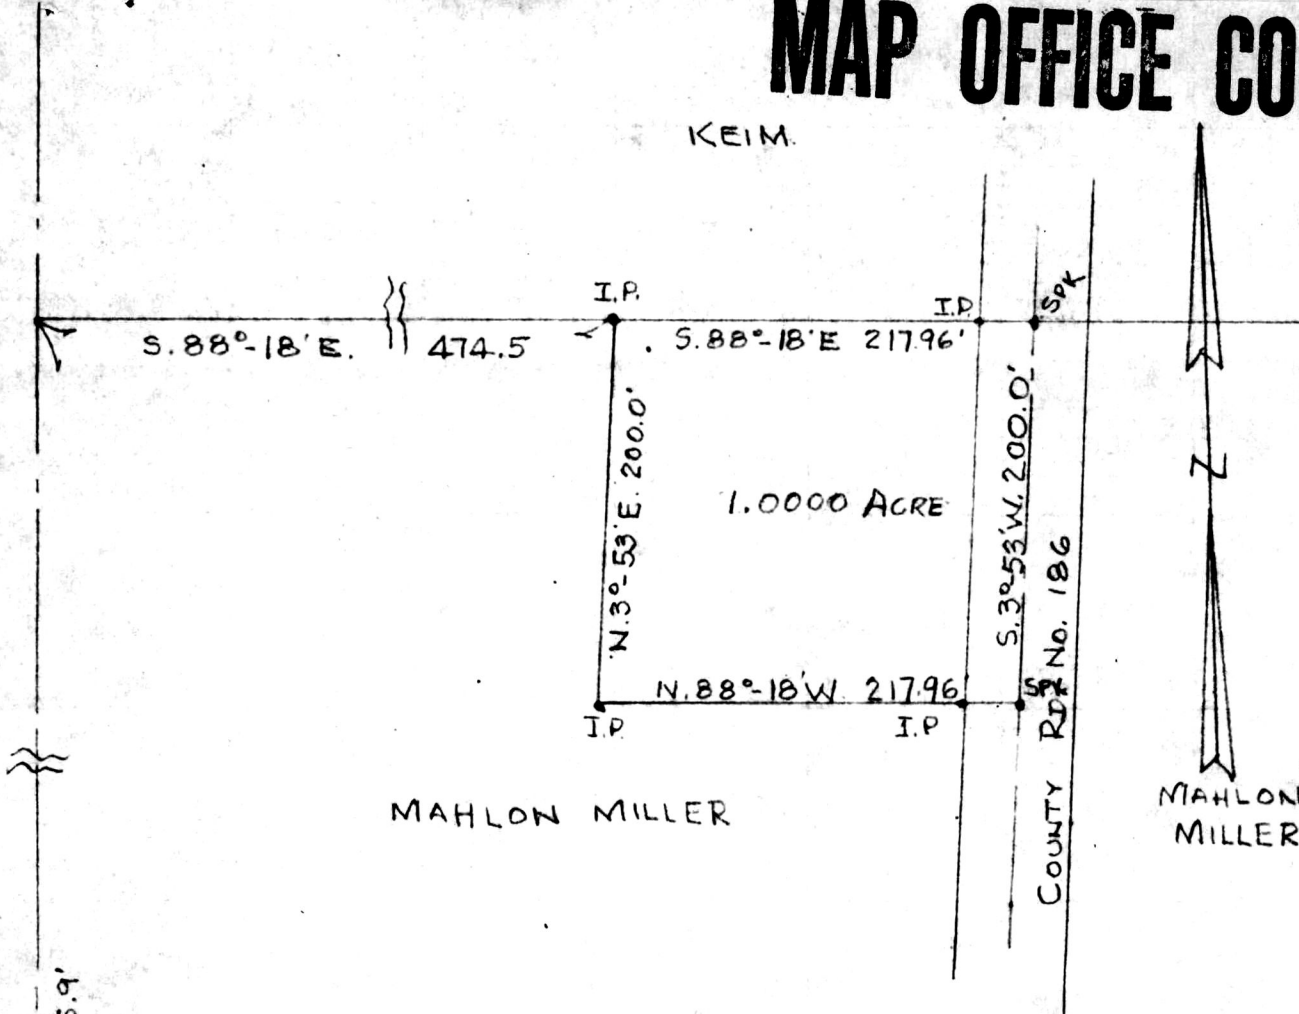 MAP OFFICE CO
KEIM.
I.P.
I.P.
SPK
S.88°-18'E.
474.5
S.88°-18'E 217.96'
N.3°-53'E. 200.0'
1.0000 ACRE
S.3°-53'W. 200.0'
N.88°-18'W. 217.96
SPK
I.P.
I.P
COUNTY RD. No. 186
N
MAHLON MILLER
MAHLON
MILLER